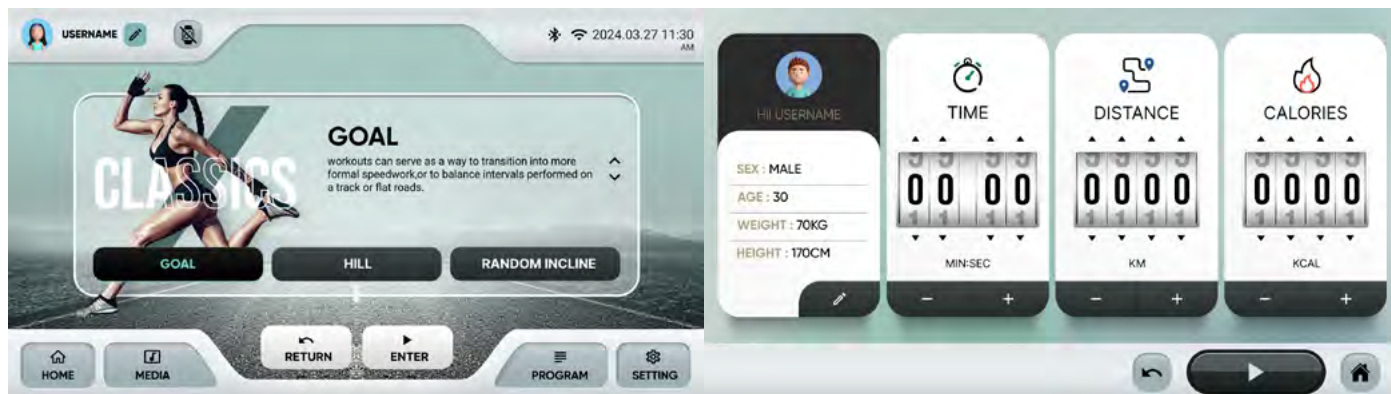 USERNAME
2024.03.27 11:30
AM
CLASSICS
GOAL
workouts can serve as a way to transition into more
formal speedwork,or to balance intervals performed on
a track or flat roads.
GOAL
HILL
RANDOM INCLINE
RETURN
ENTER
HOME
MEDIA
PROGRAM
SETTING
HI! USERNAME
SEX : MALE
AGE : 30
WEIGHT : 70KG
HEIGHT : 170CM
TIME
00 00
MIN:SEC
DISTANCE
0000
KM
CALORIES
0000
KCAL